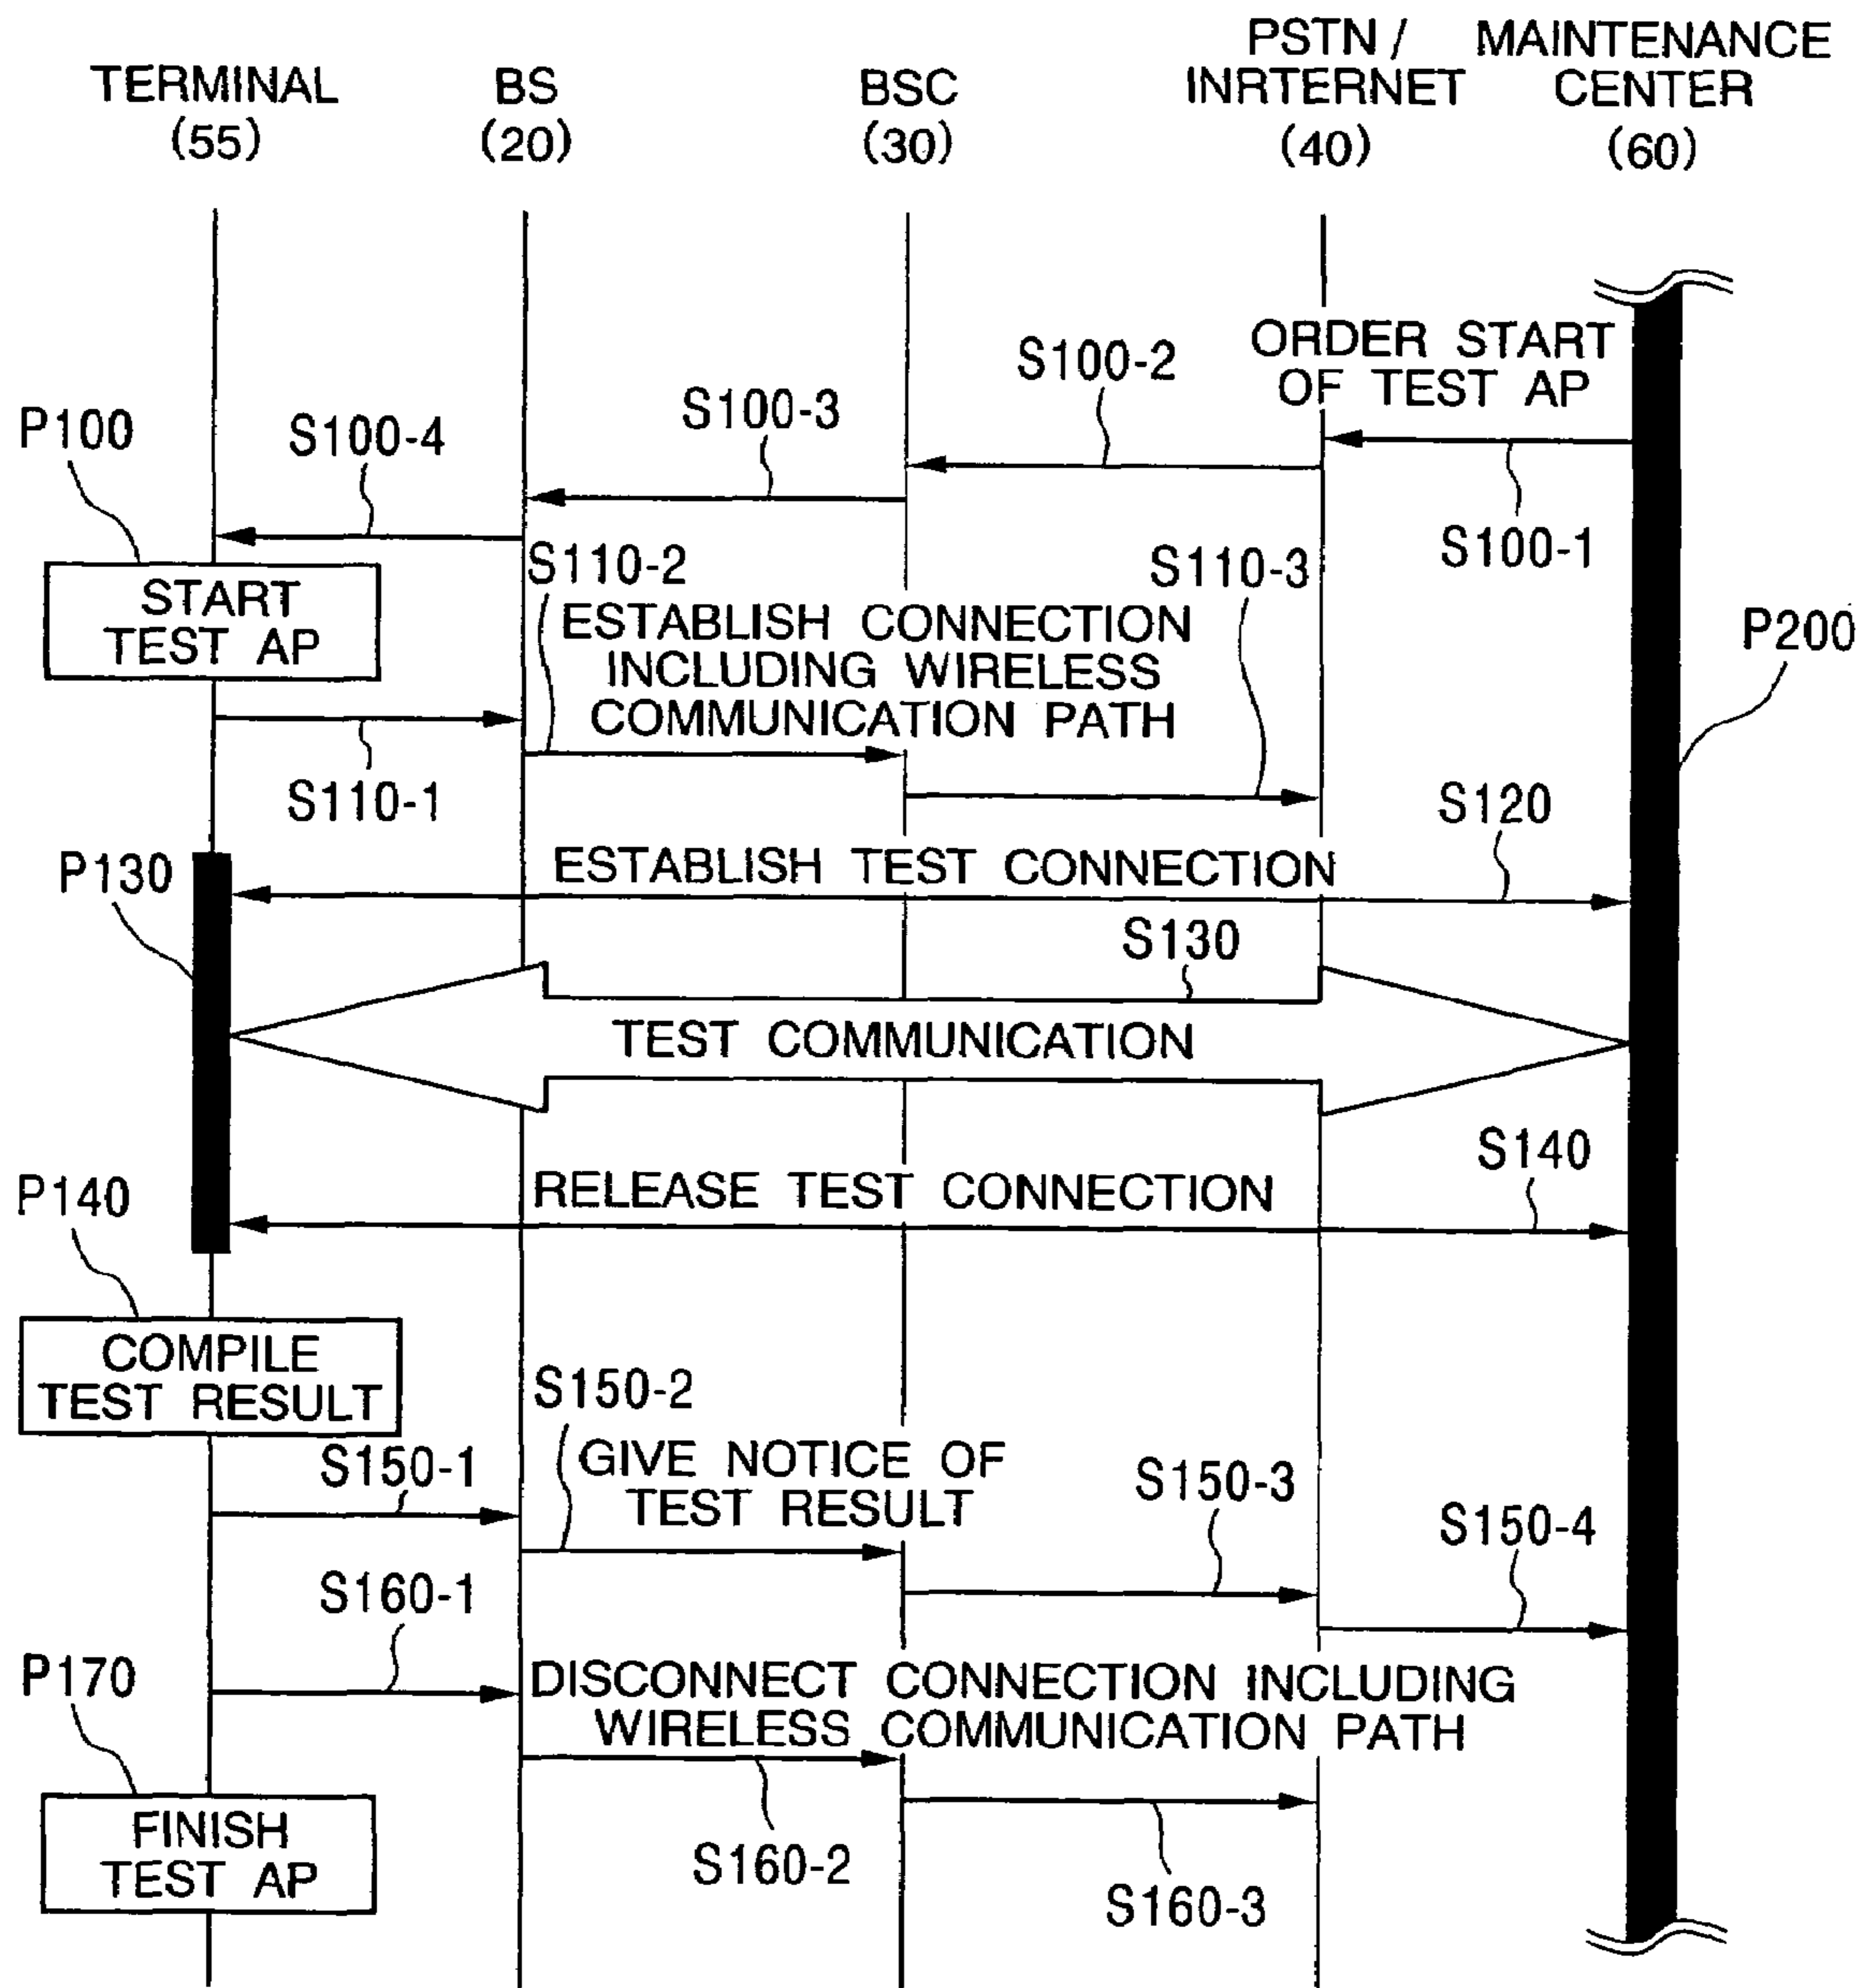 TERMINAL
(55)
BS
(20)
BSC
(30)
PSTN /
INRTERNET
(40)
MAINTENANCE
CENTER
(60)
ORDER START
OF TEST AP
S100-1
S100-2
S100-3
S100-4
P100
START
TEST AP
S110-2
S110-3
ESTABLISH CONNECTION
INCLUDING WIRELESS
COMMUNICATION PATH
P200
S110-1
S120
P130
ESTABLISH TEST CONNECTION
S130
TEST COMMUNICATION
S140
P140
RELEASE TEST CONNECTION
COMPILE
TEST RESULT
S150-2
S150-1
GIVE NOTICE OF
TEST RESULT
S150-3
S150-4
S160-1
P170
DISCONNECT CONNECTION INCLUDING
WIRELESS COMMUNICATION PATH
FINISH
TEST AP
S160-2
S160-3